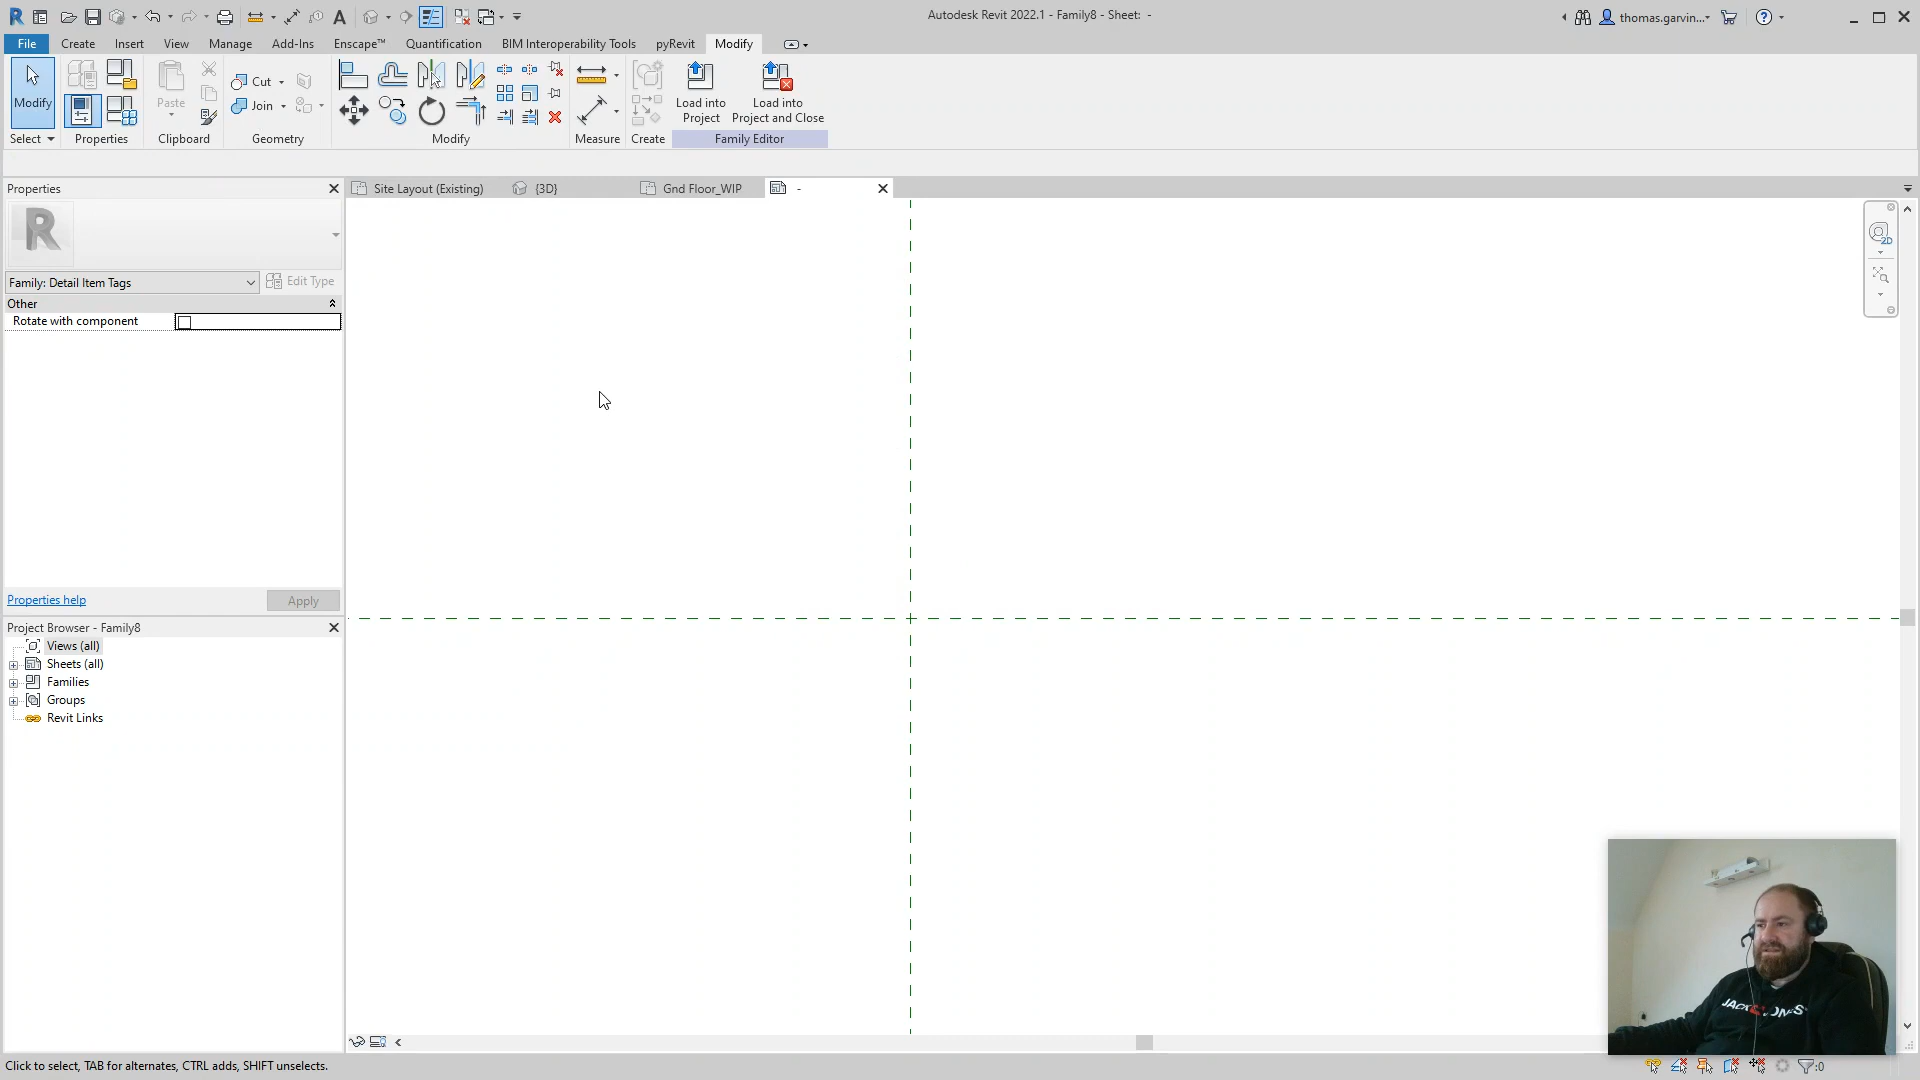 Autodesk Revit 2022.1 - Family8 - Sheet: -
thomas.garvin...
File Create Insert View Manage Add-Ins Enscape™ Quantification BIM Interoperability Tools pyRevit Modify
Modify
Paste
Cut
Join
Load into
Project
Load into
Project and Close
Select Properties Clipboard Geometry Modify Measure Create Family Editor
Properties
Site Layout (Existing) {3D} Gnd Floor_WIP -
R
2D
Family: Detail Item Tags
Edit Type
Other
Rotate with component
Properties help
Apply
Project Browser - Family8
Views (all)
Sheets (all)
Families
Groups
Revit Links
JACK & JONES
Click to select, TAB for alternates, CTRL adds, SHIFT unselects.
:0